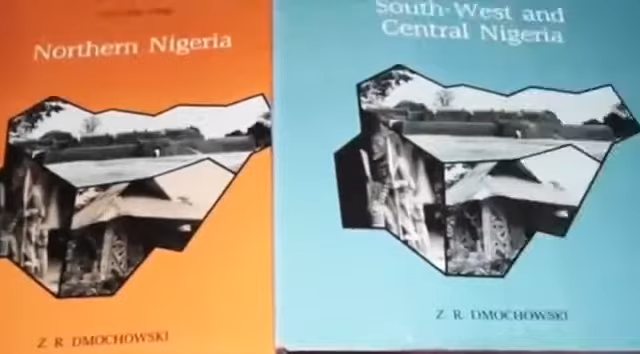 Northern Nigeria
Z. R. DMOCHOWSKI
South-West and
Central Nigeria
Z. R. DMOCHOWSKI